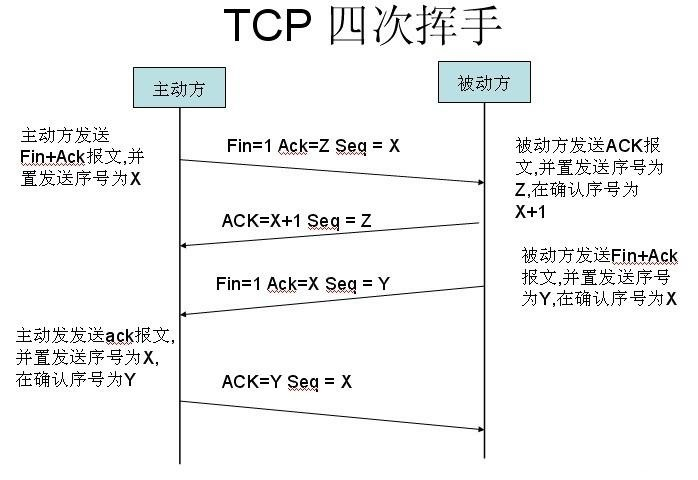 TCP 四次挥手
主动方
被动方
主动方发送
Fin+Ack报文,并
置发送序号为X
Fin=1 Ack=Z Seq = X
被动方发送ACK报
文,并置发送序号为
Z,在确认序号为
X+1
ACK=X+1 Seq = Z
被动方发送Fin+Ack
报文,并置发送序号
为Y,在确认序号为X
Fin=1 Ack=X Seq = Y
主动发发送ack报文,
并置发送序号为X,
在确认序号为Y
ACK=Y Seq = X